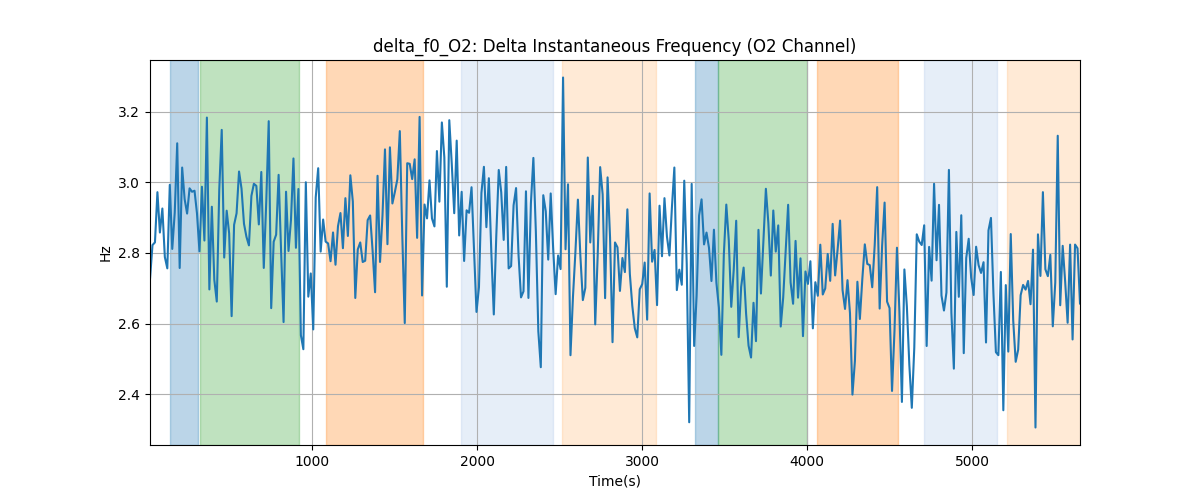 delta_f0_O2: Delta Instantaneous Frequency (O2 Channel)
Hz
3.2
3.0
2.8
2.6
2.4
1000 2000 3000 4000 5000
Time(s)